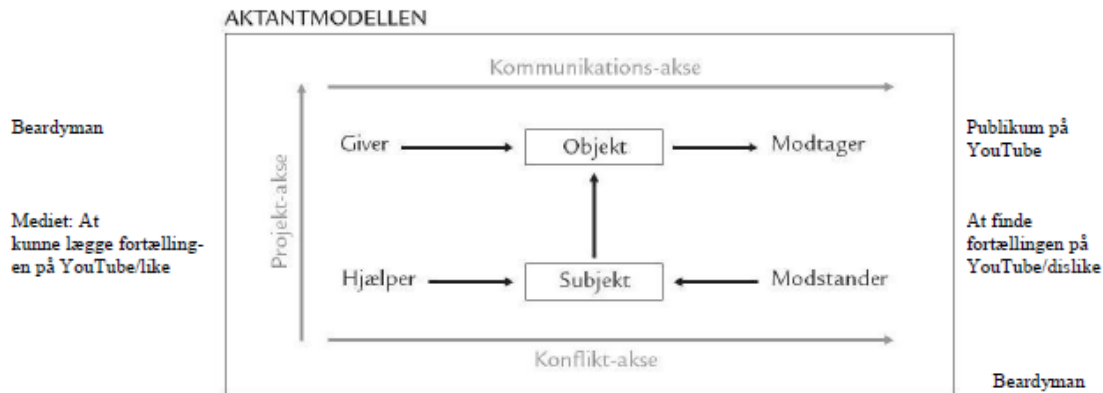 AKTANTMODELLEN
Kommunikations-akse
Beardyman
Giver
Objekt
Modtager
Publikum på
YouTube
Projekt-akse
Mediet: At
kunne lægge fortælling-
en på YouTube/like
Hjælper
Subjekt
Modstander
At finde
fortællingen på
YouTube/dislike
Konflikt-akse
Beardyman